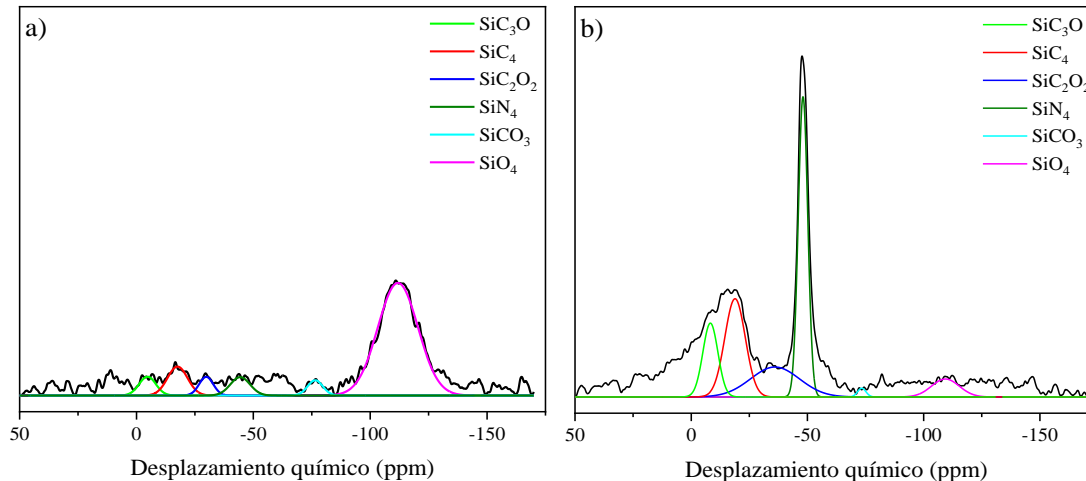 a)
SiC₃O
SiC₄
SiC₂O₂
SiN₄
SiCO₃
SiO₄
50 0 -50 -100 -150
Desplazamiento químico (ppm)
b)
SiC₃O
SiC₄
SiC₂O₂
SiN₄
SiCO₃
SiO₄
50 0 -50 -100 -150
Desplazamiento químico (ppm)